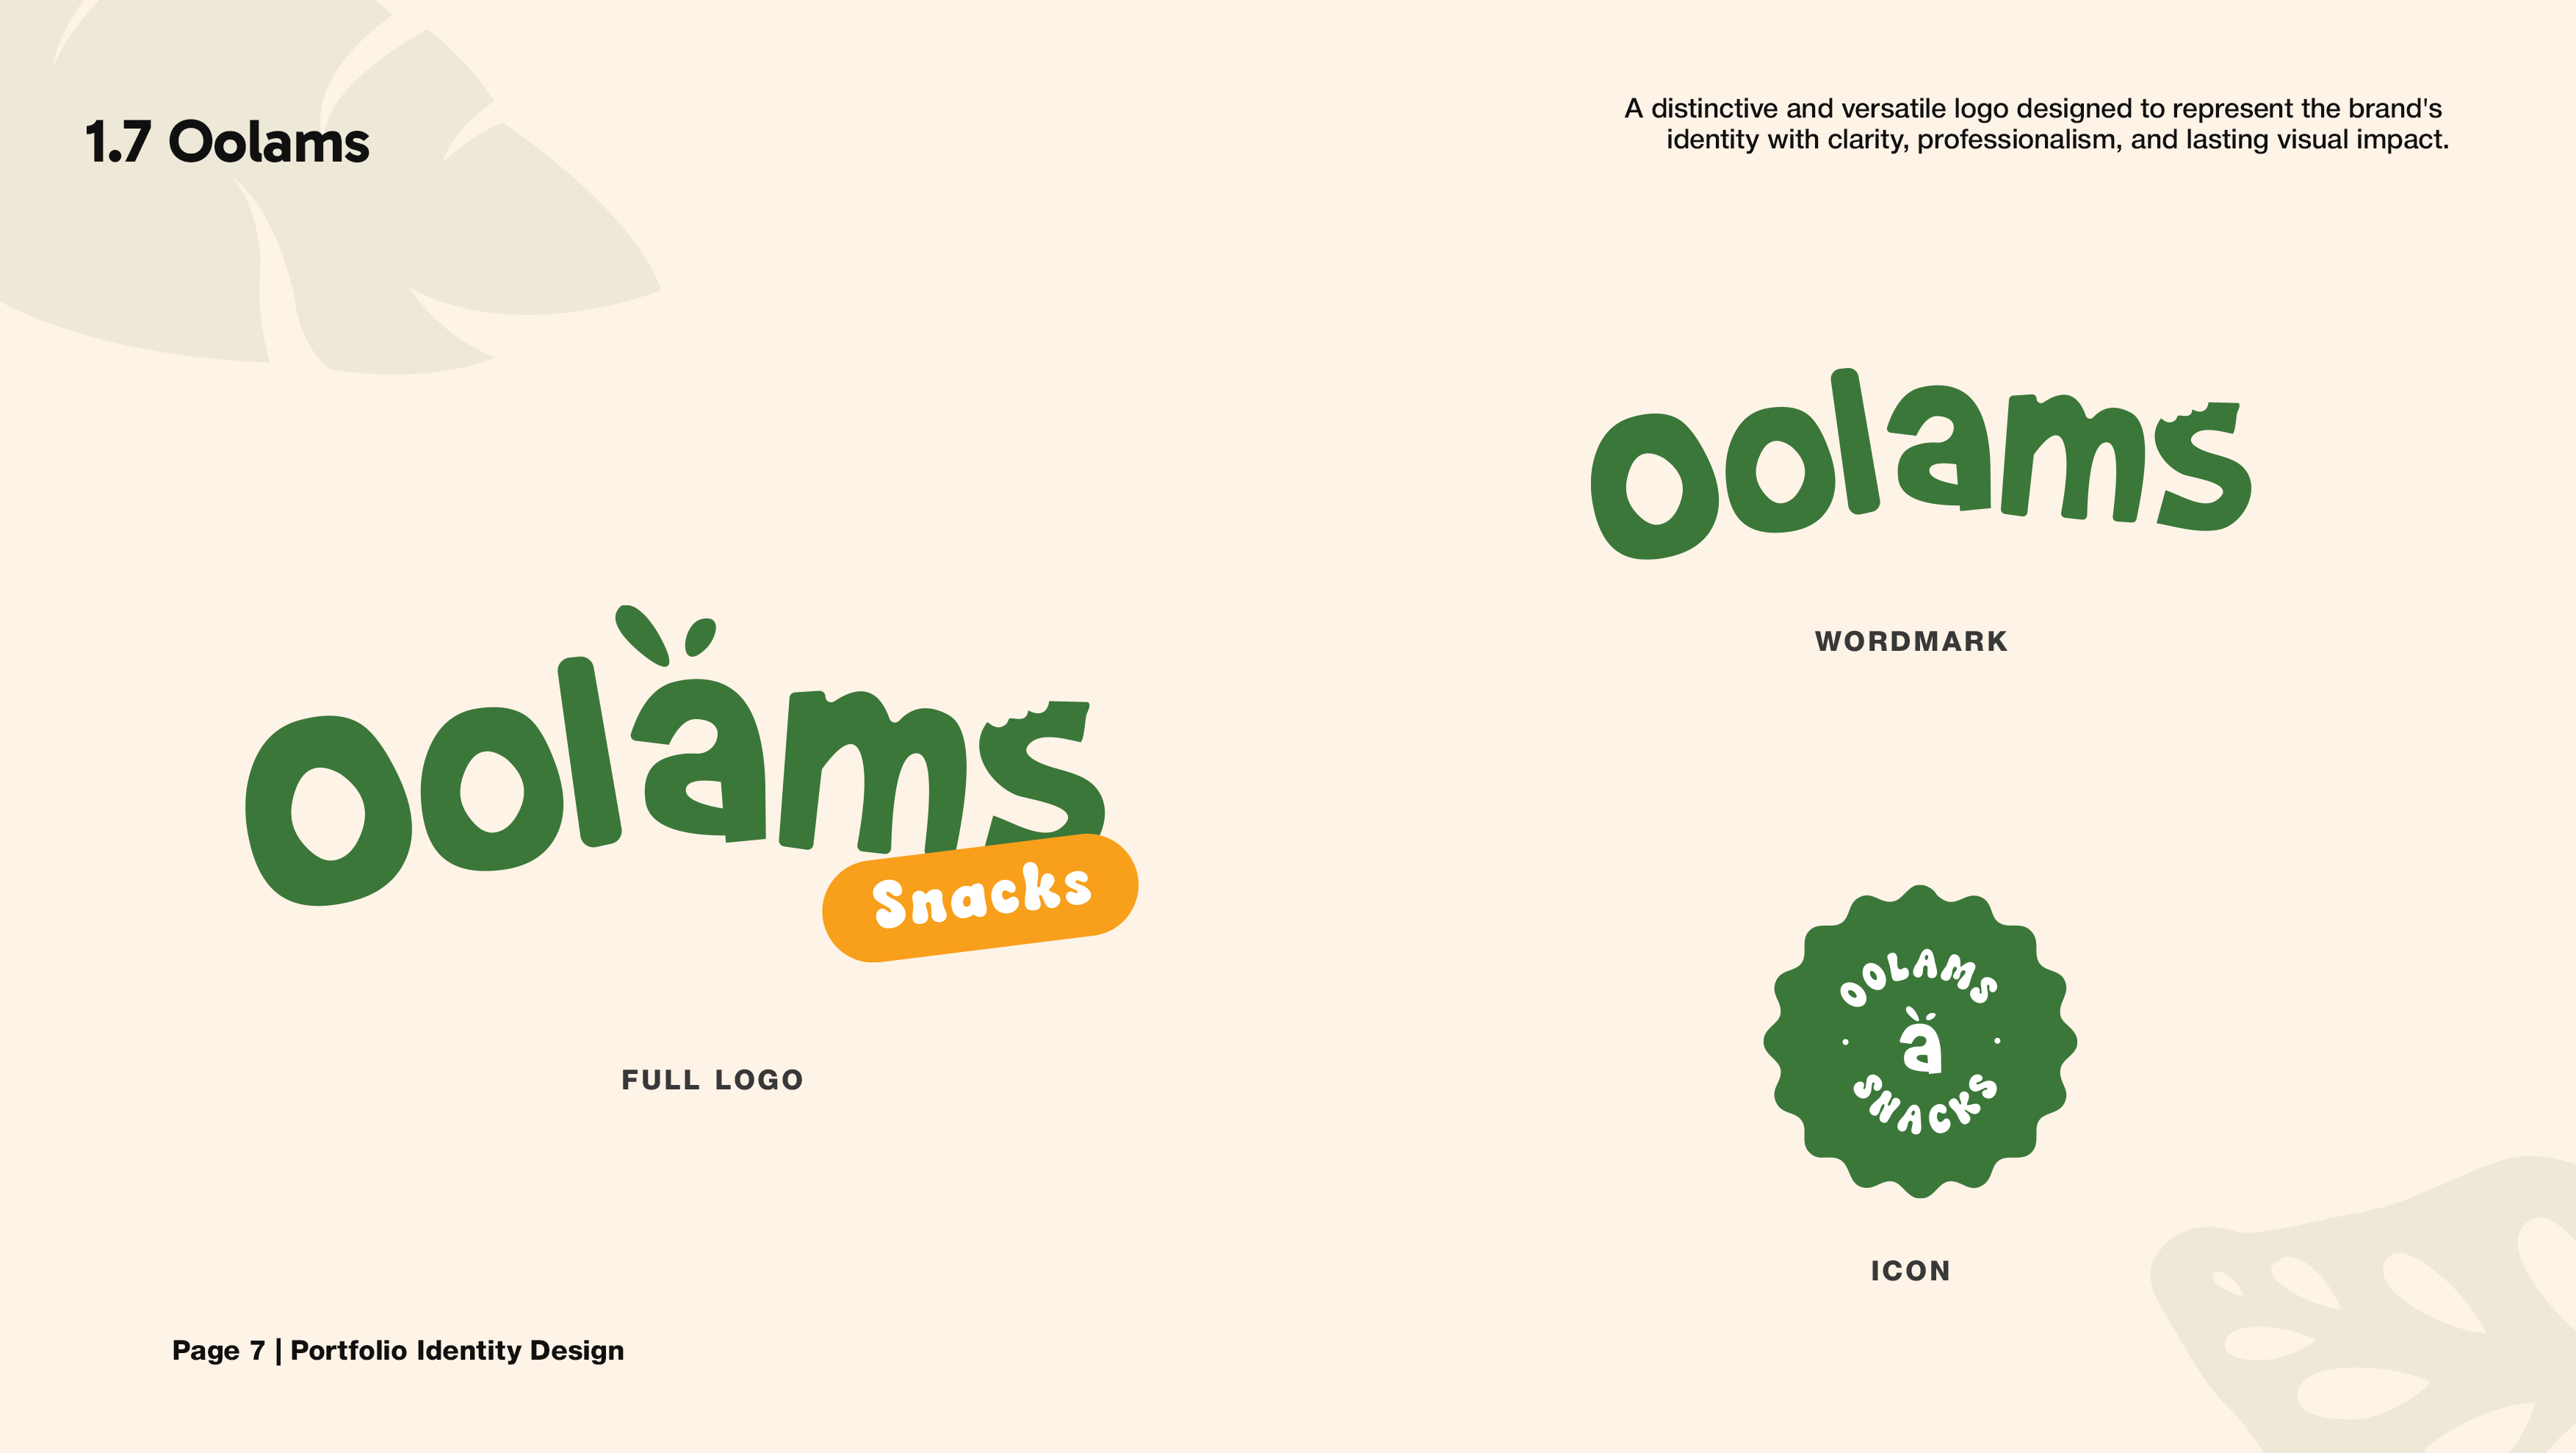 1.7 Oolams
A distinctive and versatile logo designed to represent the brand's
identity with clarity, professionalism, and lasting visual impact.
oolams
WORDMARK
oolams
Snacks
FULL LOGO
OOLAMS
a
SNACKS
ICON
Page 7 | Portfolio Identity Design